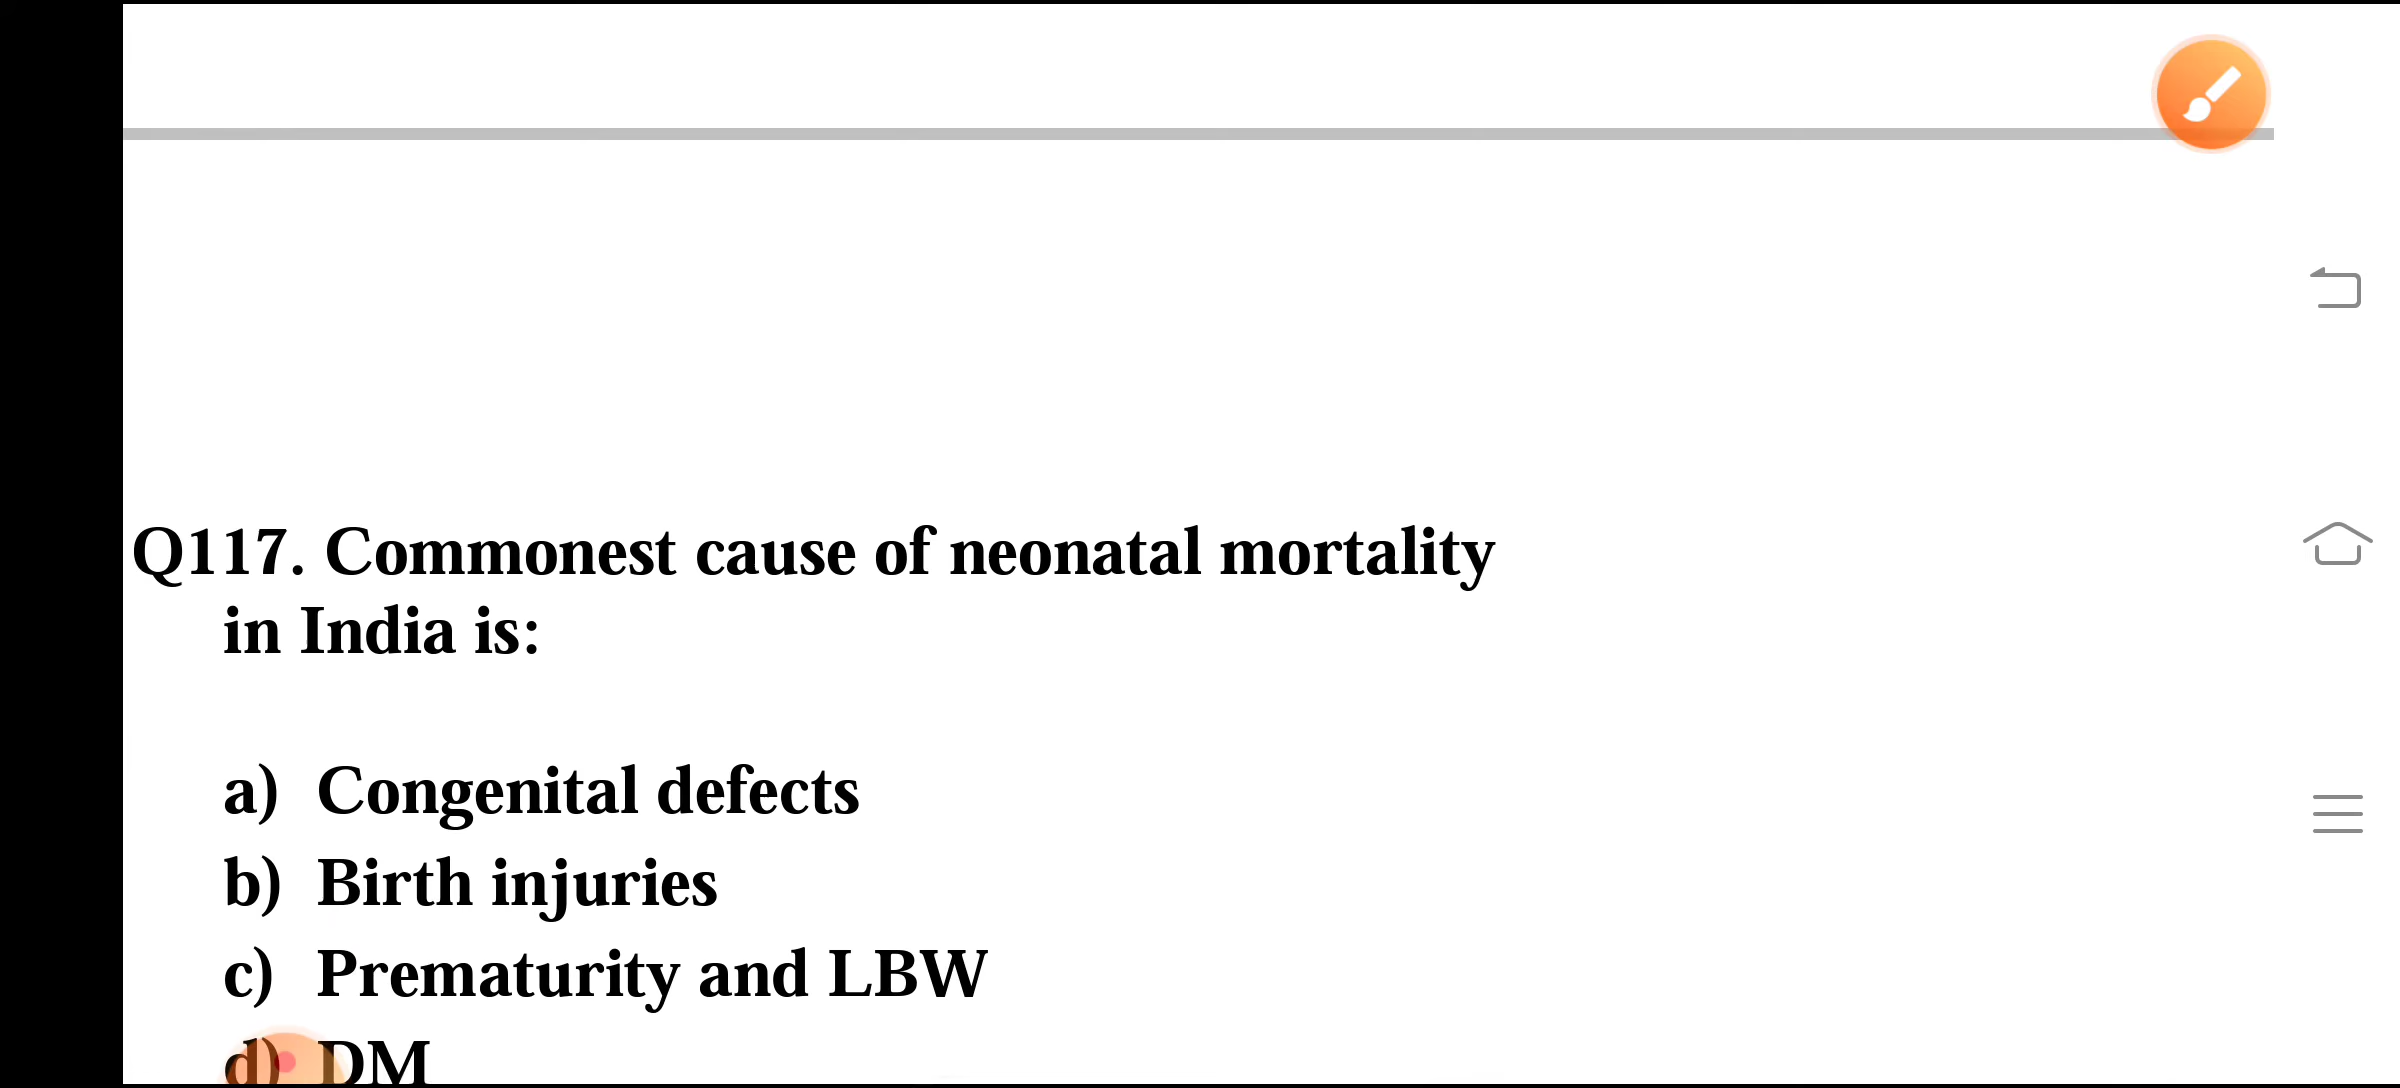 Q117. Commonest cause of neonatal mortality
in India is:
a) Congenital defects
b) Birth injuries
c) Prematurity and LBW
d) DM